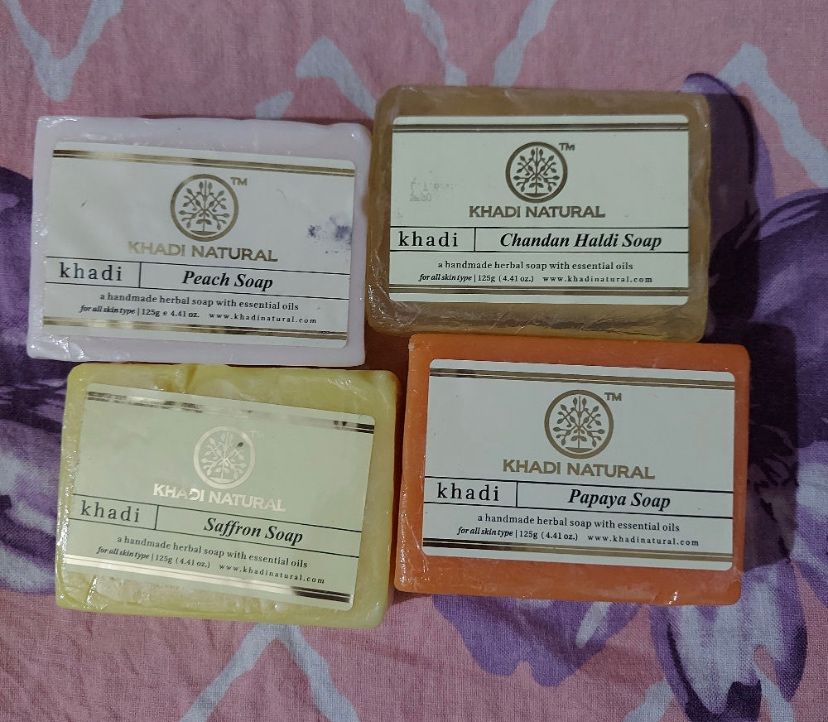 TM
KHADI NATURAL
khadi
Peach Soap
a handmade herbal soap with essential oils
for all skin type | 125g e 4.41 oz. www.khadinatural.com
TM
KHADI NATURAL
khadi
Chandan Haldi Soap
a handmade herbal soap with essential oils
for all skin type | 125g (4.41 oz.) www.khadinatural.com
TM
KHADI NATURAL
khadi
Saffron Soap
a handmade herbal soap with essential oils
for all skin type | 125g (4.41 oz.) www.khadinatural.com
TM
KHADI NATURAL
khadi
Papaya Soap
a handmade herbal soap with essential oils
for all skin type | 125g (4.41 oz.) www.khadinatural.com